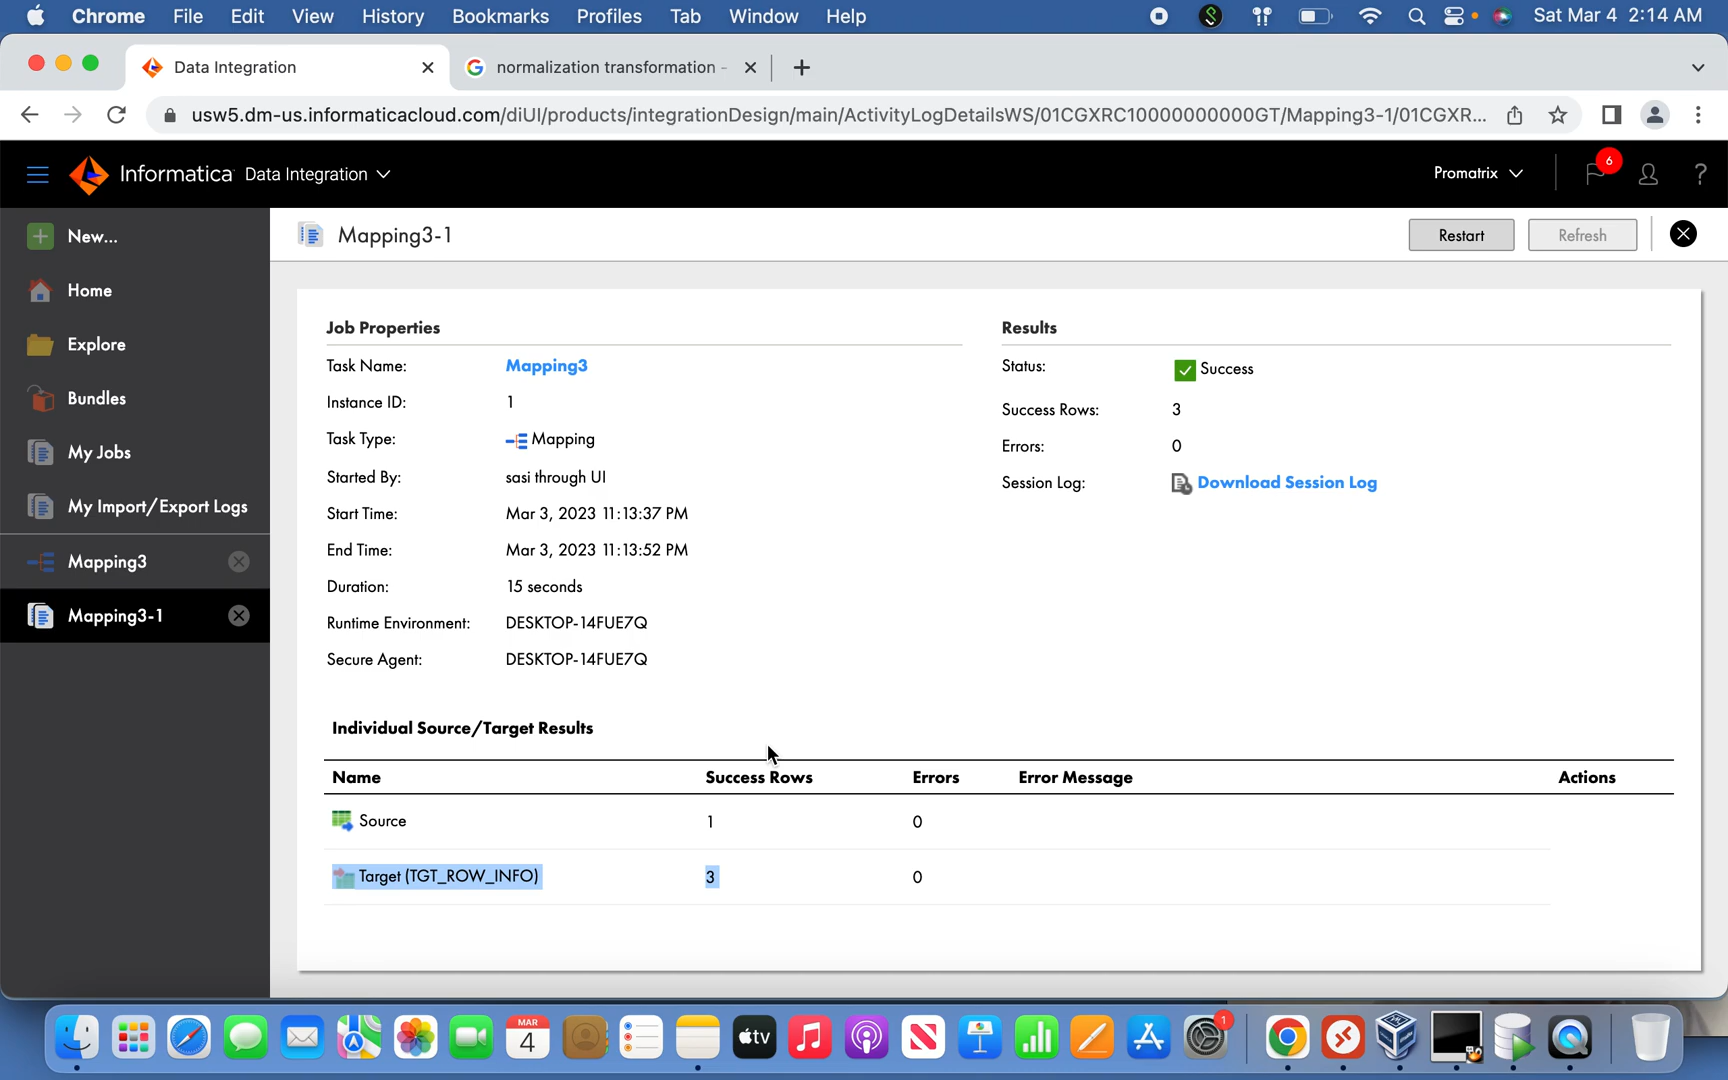 Chrome File Edit View History Bookmarks Profiles Tab Window Help Sat Mar 4 2:14 AM
Data Integration normalization transformation -
usw5.dm-us.informaticacloud.com/diUI/products/integrationDesign/main/ActivityLogDetailsWS/01CGXRC10000000000GT/Mapping3-1/01CGXR...
Informatica Data Integration Promatrix 6 ?
New...
Home
Explore
Bundles
My Jobs
My Import/Export Logs
Mapping3
Mapping3-1
Mapping3-1 Restart Refresh
Job Properties
Task Name: Mapping3
Instance ID: 1
Task Type: Mapping
Started By: sasi through UI
Start Time: Mar 3, 2023 11:13:37 PM
End Time: Mar 3, 2023 11:13:52 PM
Duration: 15 seconds
Runtime Environment: DESKTOP-14FUE7Q
Secure Agent: DESKTOP-14FUE7Q
Results
Status: Success
Success Rows: 3
Errors: 0
Session Log: Download Session Log
Individual Source/Target Results
Name Success Rows Errors Error Message Actions
Source 1 0
Target (TGT_ROW_INFO) 3 0
MAR
4
tv
1